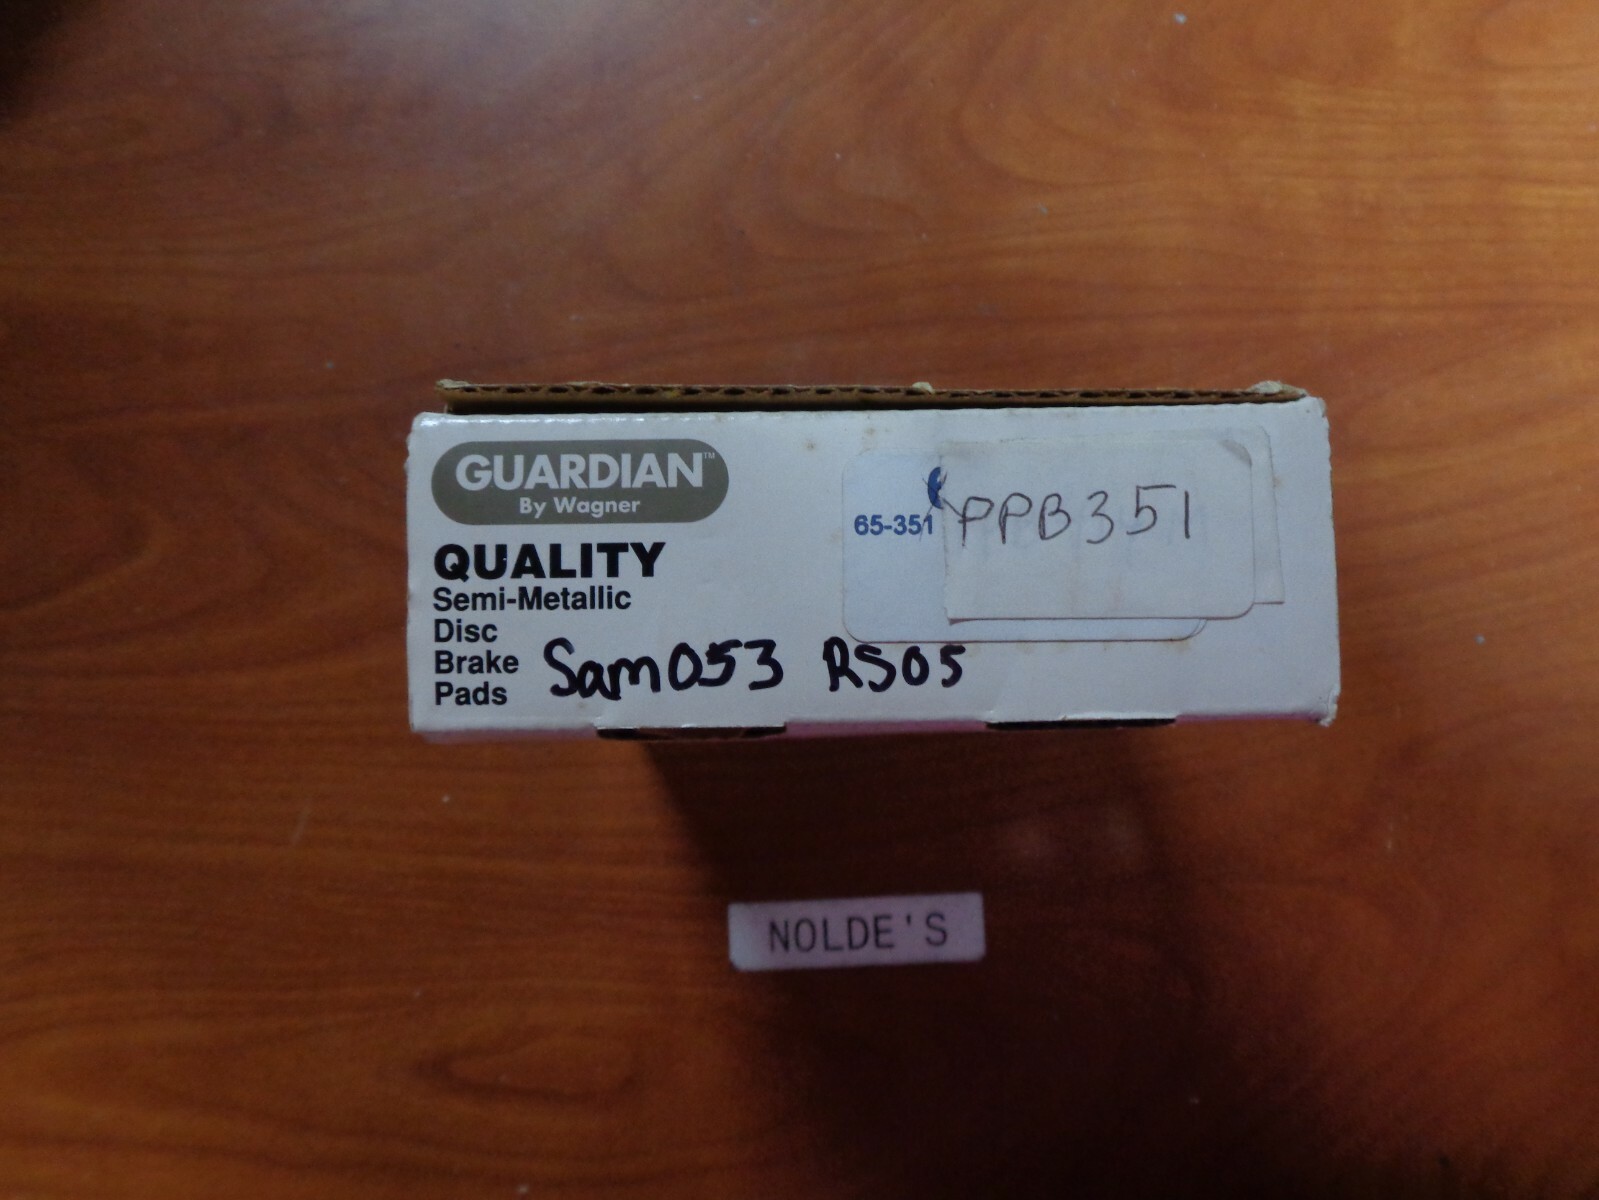 GUARDIAN™
By Wagner
QUALITY
Semi-Metallic
Disc
Brake
Pads
65-351
PPB351
Sam053 RS05
NOLDE'S